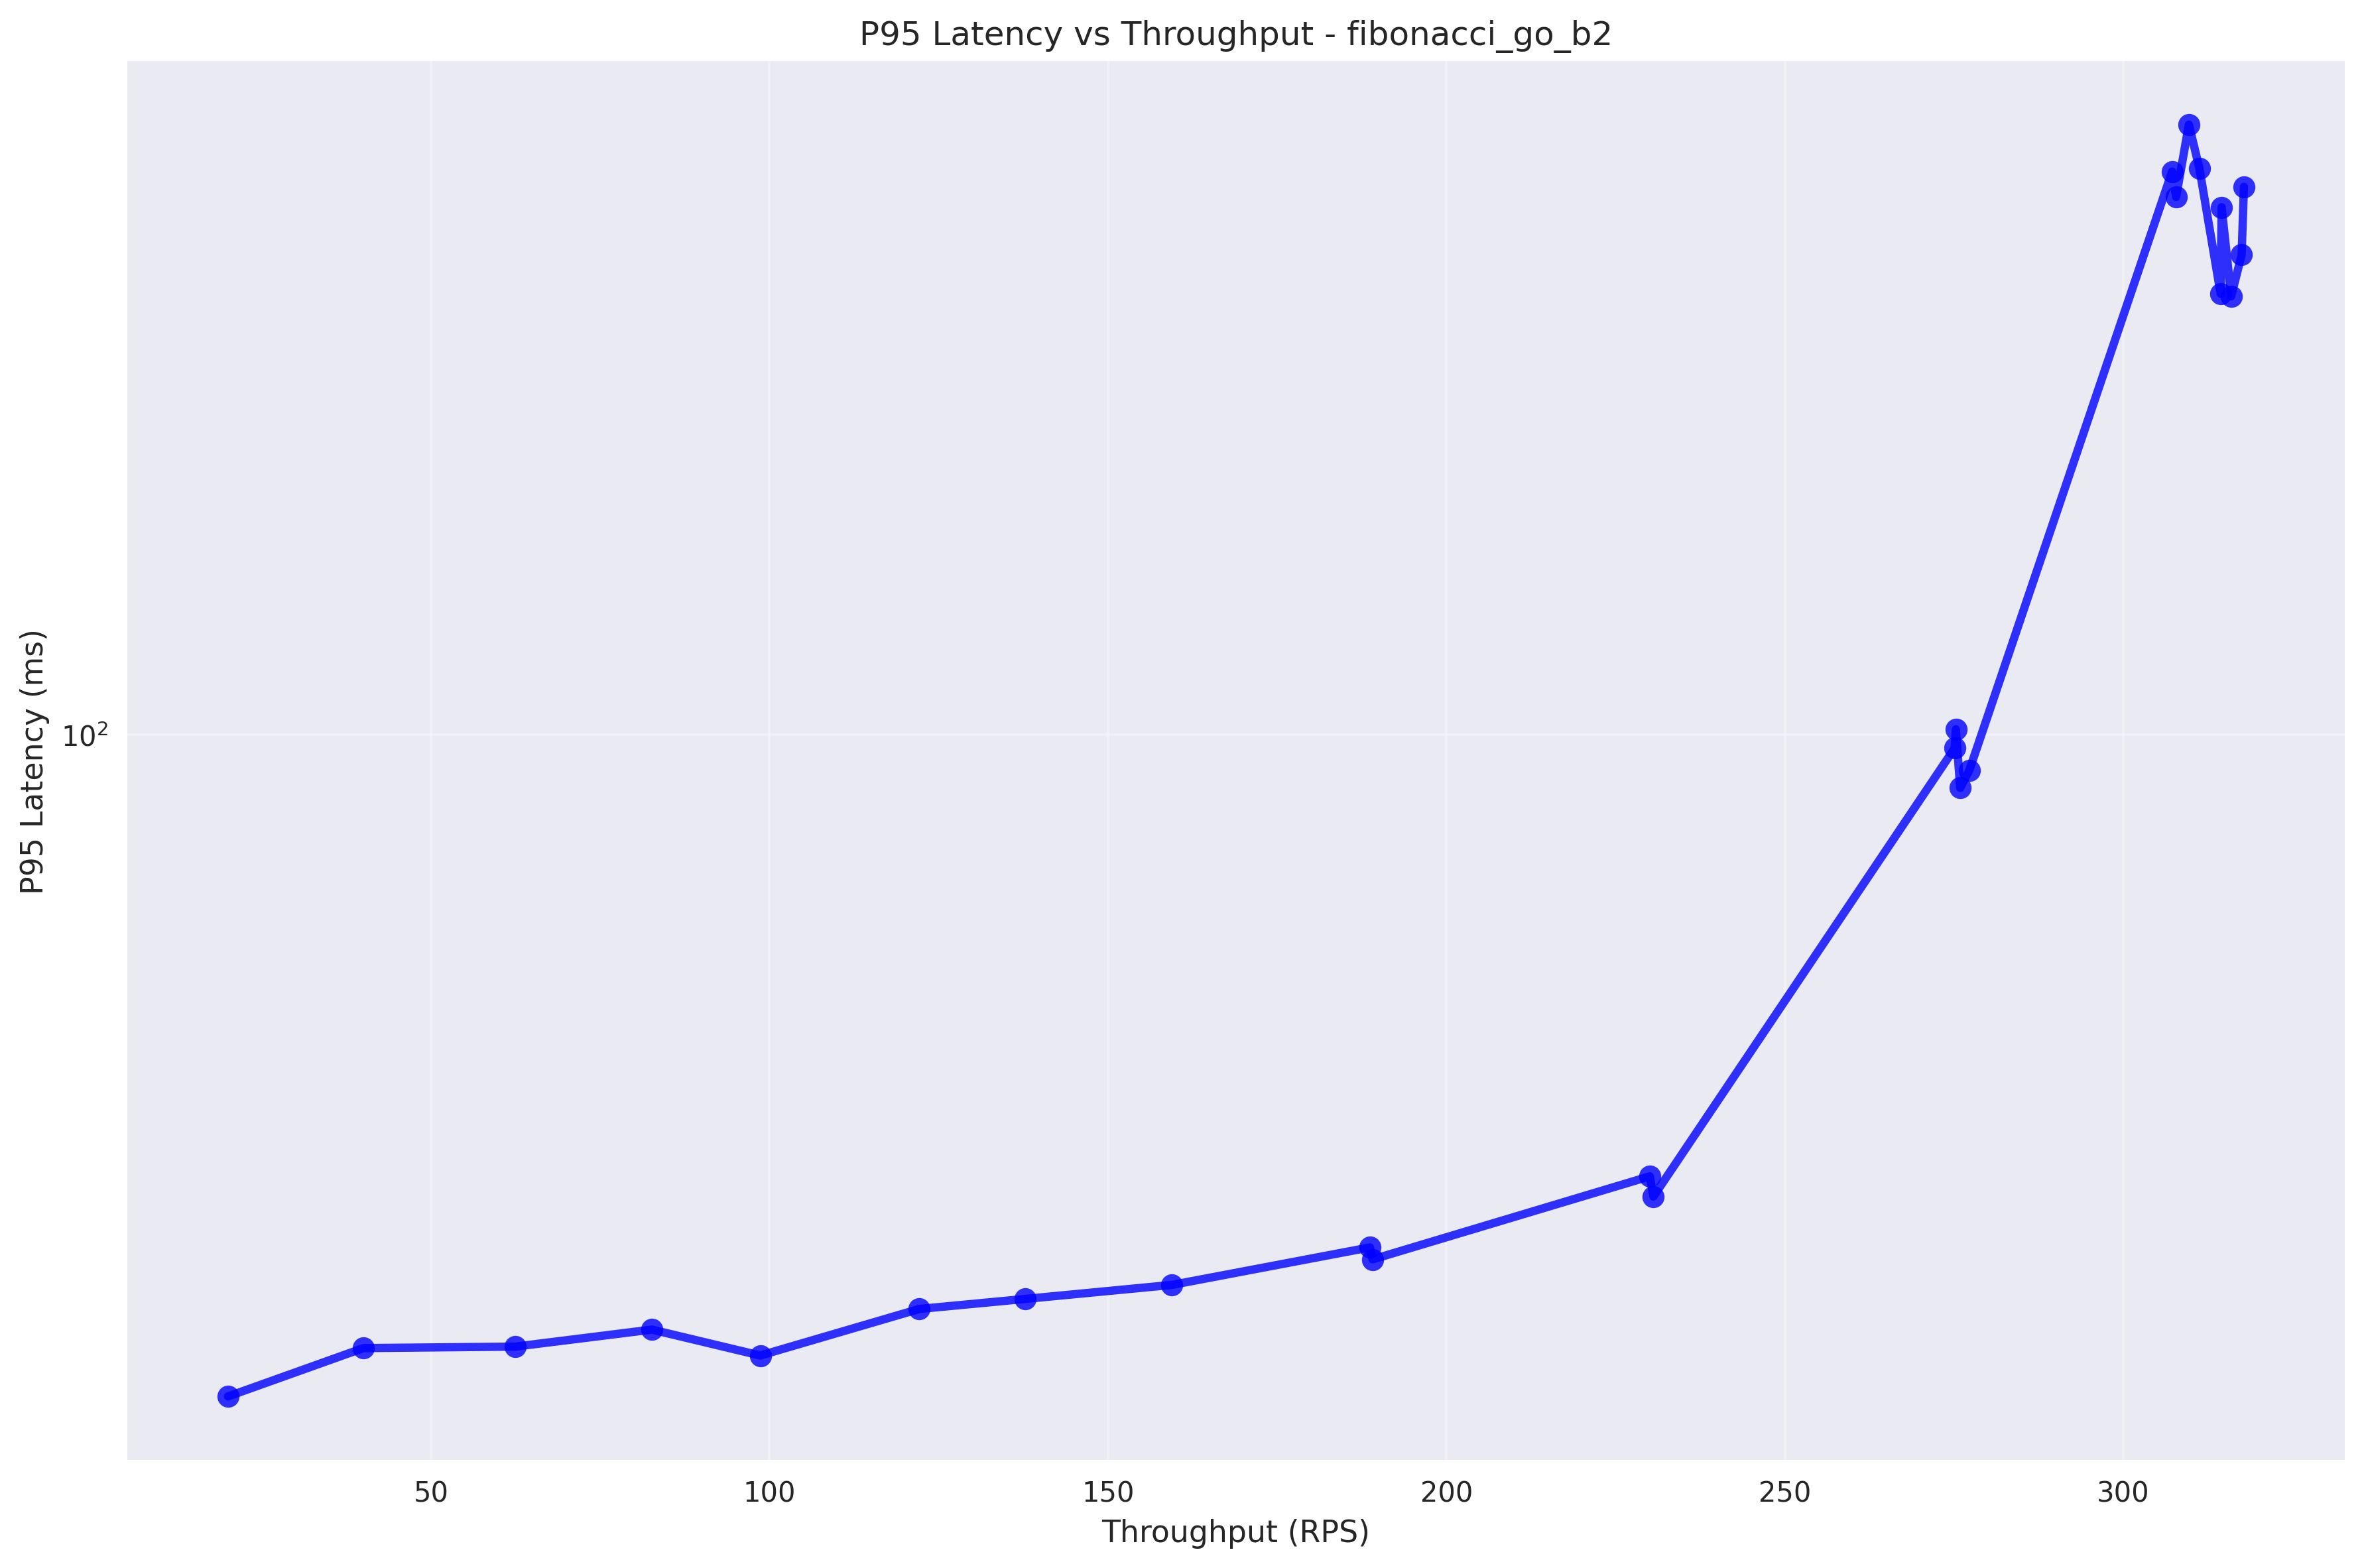 P95 Latency vs Throughput - fibonacci_go_b2
P95 Latency (ms)
10²
50 100 150 200 250 300
Throughput (RPS)